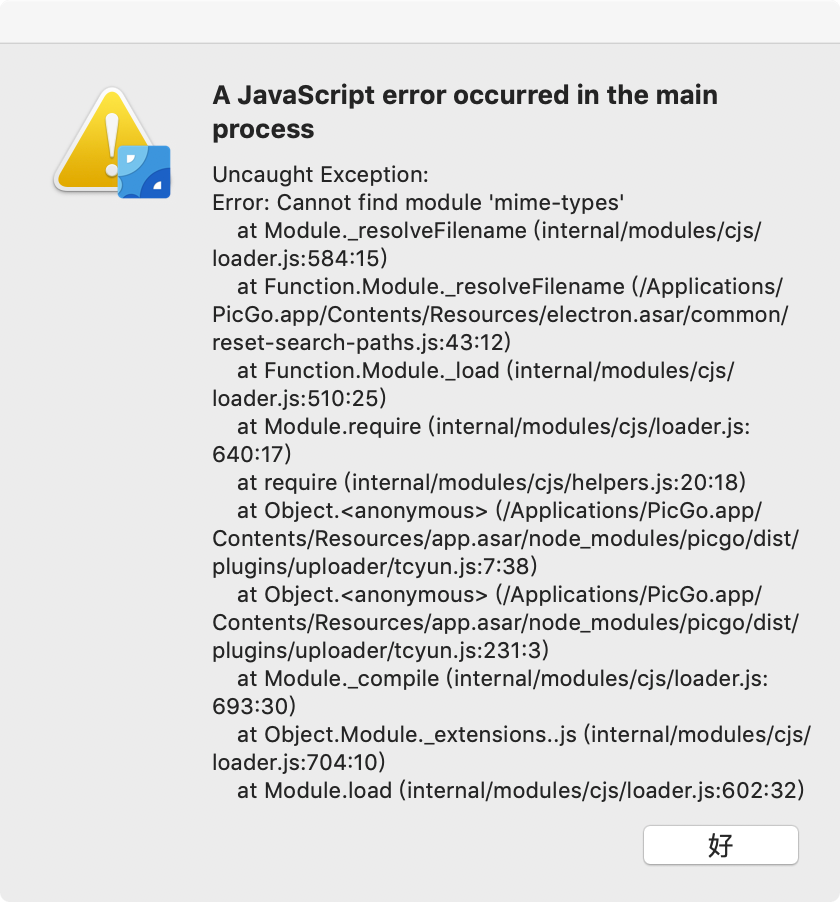 A JavaScript error occurred in the main
process
Uncaught Exception:
Error: Cannot find module 'mime-types'
    at Module._resolveFilename (internal/modules/cjs/
loader.js:584:15)
    at Function.Module._resolveFilename (/Applications/
PicGo.app/Contents/Resources/electron.asar/common/
reset-search-paths.js:43:12)
    at Function.Module._load (internal/modules/cjs/
loader.js:510:25)
    at Module.require (internal/modules/cjs/loader.js:
640:17)
    at require (internal/modules/cjs/helpers.js:20:18)
    at Object.<anonymous> (/Applications/PicGo.app/
Contents/Resources/app.asar/node_modules/picgo/dist/
plugins/uploader/tcyun.js:7:38)
    at Object.<anonymous> (/Applications/PicGo.app/
Contents/Resources/app.asar/node_modules/picgo/dist/
plugins/uploader/tcyun.js:231:3)
    at Module._compile (internal/modules/cjs/loader.js:
693:30)
    at Object.Module._extensions..js (internal/modules/cjs/
loader.js:704:10)
    at Module.load (internal/modules/cjs/loader.js:602:32)
好